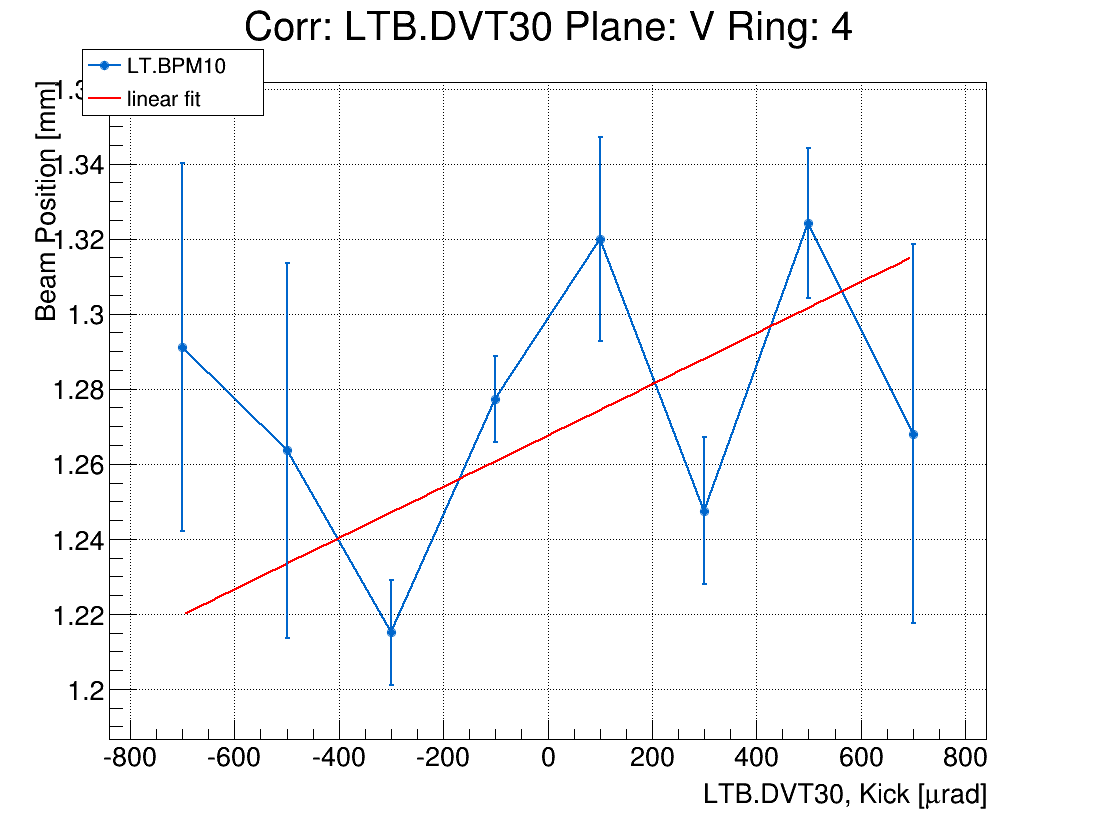 Corr: LTB.DVT30 Plane: V Ring: 4
LT.BPM10
linear fit
Beam Position [mm]
1.34
1.32
1.3
1.28
1.26
1.24
1.22
1.2
-800 -600 -400 -200 0 200 400 600 800
LTB.DVT30, Kick [μrad]